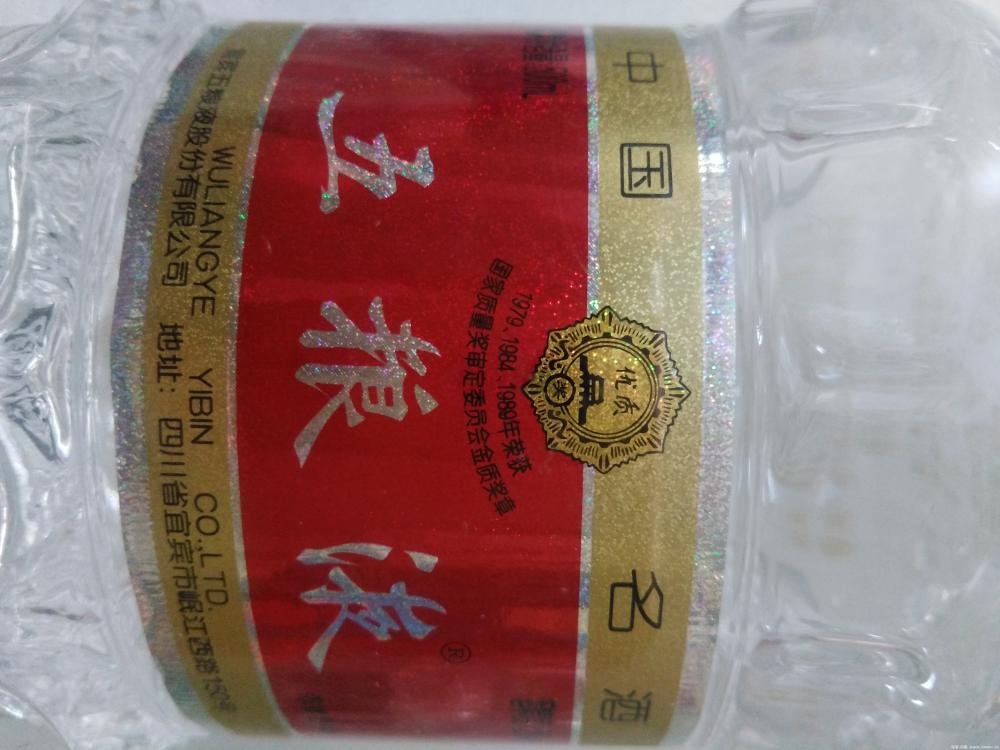 中国名酒
优质
1979、1984、1989年荣获
国家质量奖审定委员会金质奖章
五粮液®
WULIANGYE YIBIN CO.,LTD.
五粮液股份有限公司 地址：四川省宜宾市岷江西路150号